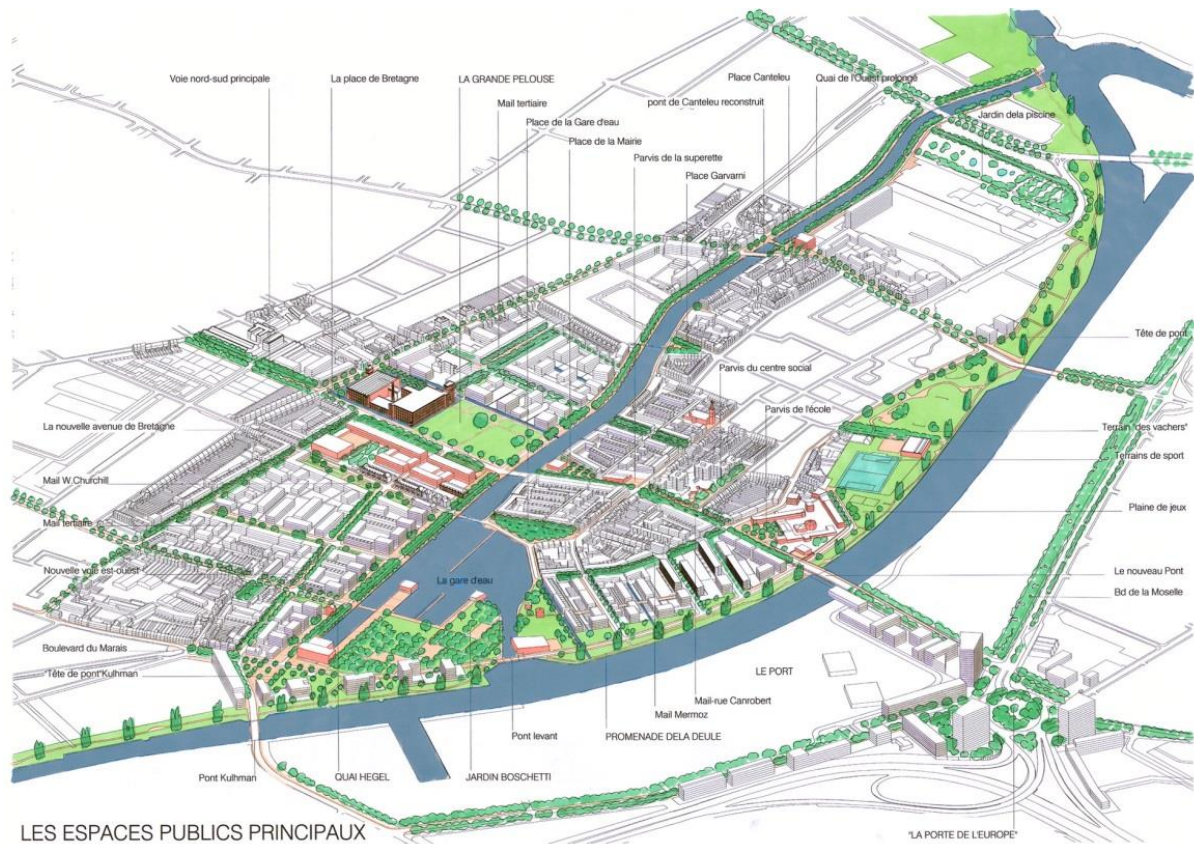 Voie nord-sud principale
La place de Bretagne
LA GRANDE PELOUSE
Place Canteleu
Quai de l'Ouest prolongé
Mail tertiaire
pont de Canteleu reconstruit
Jardin dela piscine
Place de la Gare d'eau
Place de la Mairie
Parvis de la superette
Place Garvarni
Tête de pont
Parvis du centre social
Parvis de l'école
La nouvelle avenue de Bretagne
Terrain "des vachers"
Terrains de sport
Mail W.Churchill
Plaine de jeux
Mail tertiaire
Nouvelle voie est-ouest
La gare d'eau
Le nouveau Pont
Bd de la Moselle
Boulevard du Marais
"Tête de pont"Kulhman
LE PORT
Mail-rue Canrobert
Mail Mermoz
Pont levant
PROMENADE DELA DEULE
Pont Kulhman
QUAI HEGEL
JARDIN BOSCHETTI
LES ESPACES PUBLICS PRINCIPAUX
"LA PORTE DE L'EUROPE"